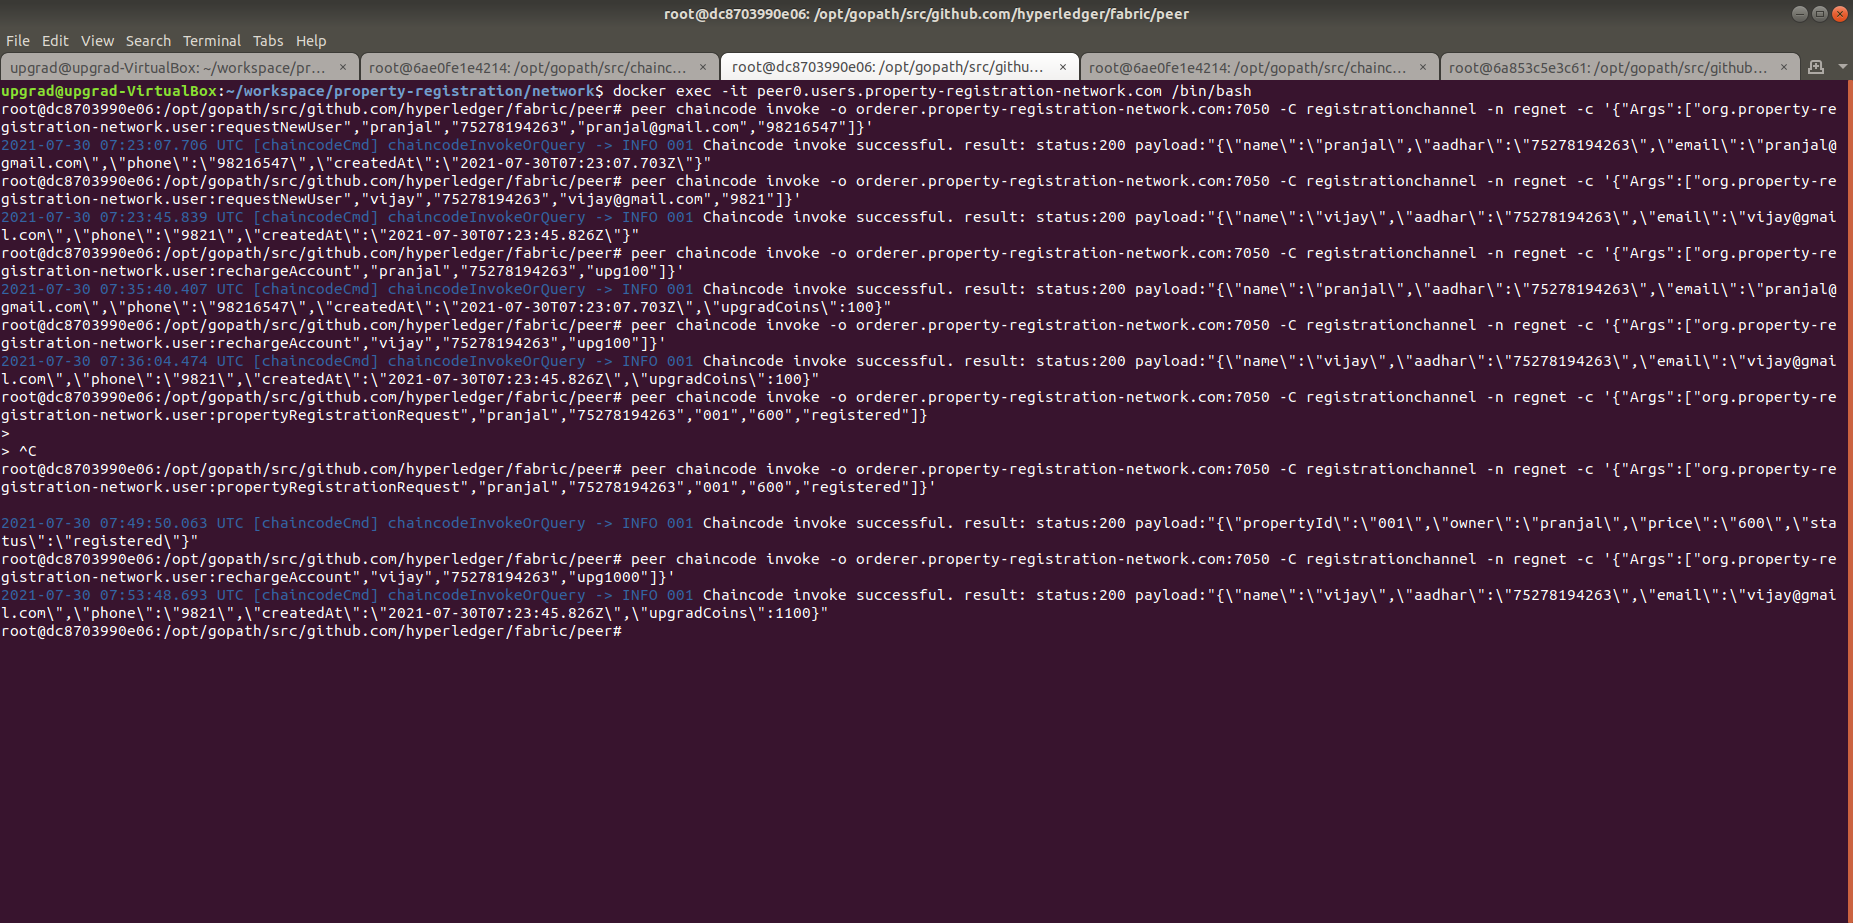 root@dc8703990e06: /opt/gopath/src/github.com/hyperledger/fabric/peer
File Edit View Search Terminal Tabs Help
upgrad@upgrad-VirtualBox: ~/workspace/pr... × root@6ae0fe1e4214: /opt/gopath/src/chainc... × root@dc8703990e06: /opt/gopath/src/githu... × root@6ae0fe1e4214: /opt/gopath/src/chainc... × root@6a853c5e3c61: /opt/gopath/src/github... ×
upgrad@upgrad-VirtualBox:~/workspace/property-registration/network$ docker exec -it peer0.users.property-registration-network.com /bin/bash
root@dc8703990e06:/opt/gopath/src/github.com/hyperledger/fabric/peer# peer chaincode invoke -o orderer.property-registration-network.com:7050 -C registrationchannel -n regnet -c '{"Args":["org.property-re
gistration-network.user:requestNewUser","pranjal","75278194263","pranjal@gmail.com","98216547"]}'
2021-07-30 07:23:07.706 UTC [chaincodeCmd] chaincodeInvokeOrQuery -> INFO 001 Chaincode invoke successful. result: status:200 payload:"{\"name\":\"pranjal\",\"aadhar\":\"75278194263\",\"email\":\"pranjal@
gmail.com\",\"phone\":\"98216547\",\"createdAt\":\"2021-07-30T07:23:07.703Z\"}"
root@dc8703990e06:/opt/gopath/src/github.com/hyperledger/fabric/peer# peer chaincode invoke -o orderer.property-registration-network.com:7050 -C registrationchannel -n regnet -c '{"Args":["org.property-re
gistration-network.user:requestNewUser","vijay","75278194263","vijay@gmail.com","9821"]}'
2021-07-30 07:23:45.839 UTC [chaincodeCmd] chaincodeInvokeOrQuery -> INFO 001 Chaincode invoke successful. result: status:200 payload:"{\"name\":\"vijay\",\"aadhar\":\"75278194263\",\"email\":\"vijay@gmai
l.com\",\"phone\":\"9821\",\"createdAt\":\"2021-07-30T07:23:45.826Z\"}"
root@dc8703990e06:/opt/gopath/src/github.com/hyperledger/fabric/peer# peer chaincode invoke -o orderer.property-registration-network.com:7050 -C registrationchannel -n regnet -c '{"Args":["org.property-re
gistration-network.user:rechargeAccount","pranjal","75278194263","upg100"]}'
2021-07-30 07:35:40.407 UTC [chaincodeCmd] chaincodeInvokeOrQuery -> INFO 001 Chaincode invoke successful. result: status:200 payload:"{\"name\":\"pranjal\",\"aadhar\":\"75278194263\",\"email\":\"pranjal@
gmail.com\",\"phone\":\"98216547\",\"createdAt\":\"2021-07-30T07:23:07.703Z\",\"upgradCoins\":100}"
root@dc8703990e06:/opt/gopath/src/github.com/hyperledger/fabric/peer# peer chaincode invoke -o orderer.property-registration-network.com:7050 -C registrationchannel -n regnet -c '{"Args":["org.property-re
gistration-network.user:rechargeAccount","vijay","75278194263","upg100"]}'
2021-07-30 07:36:04.474 UTC [chaincodeCmd] chaincodeInvokeOrQuery -> INFO 001 Chaincode invoke successful. result: status:200 payload:"{\"name\":\"vijay\",\"aadhar\":\"75278194263\",\"email\":\"vijay@gmai
l.com\",\"phone\":\"9821\",\"createdAt\":\"2021-07-30T07:23:45.826Z\",\"upgradCoins\":100}"
root@dc8703990e06:/opt/gopath/src/github.com/hyperledger/fabric/peer# peer chaincode invoke -o orderer.property-registration-network.com:7050 -C registrationchannel -n regnet -c '{"Args":["org.property-re
gistration-network.user:propertyRegistrationRequest","pranjal","75278194263","001","600","registered"]}
>
> ^C
root@dc8703990e06:/opt/gopath/src/github.com/hyperledger/fabric/peer# peer chaincode invoke -o orderer.property-registration-network.com:7050 -C registrationchannel -n regnet -c '{"Args":["org.property-re
gistration-network.user:propertyRegistrationRequest","pranjal","75278194263","001","600","registered"]}'
2021-07-30 07:49:50.063 UTC [chaincodeCmd] chaincodeInvokeOrQuery -> INFO 001 Chaincode invoke successful. result: status:200 payload:"{\"propertyId\":\"001\",\"owner\":\"pranjal\",\"price\":\"600\",\"sta
tus\":\"registered\"}"
root@dc8703990e06:/opt/gopath/src/github.com/hyperledger/fabric/peer# peer chaincode invoke -o orderer.property-registration-network.com:7050 -C registrationchannel -n regnet -c '{"Args":["org.property-re
gistration-network.user:rechargeAccount","vijay","75278194263","upg1000"]}'
2021-07-30 07:53:48.693 UTC [chaincodeCmd] chaincodeInvokeOrQuery -> INFO 001 Chaincode invoke successful. result: status:200 payload:"{\"name\":\"vijay\",\"aadhar\":\"75278194263\",\"email\":\"vijay@gmai
l.com\",\"phone\":\"9821\",\"createdAt\":\"2021-07-30T07:23:45.826Z\",\"upgradCoins\":1100}"
root@dc8703990e06:/opt/gopath/src/github.com/hyperledger/fabric/peer#